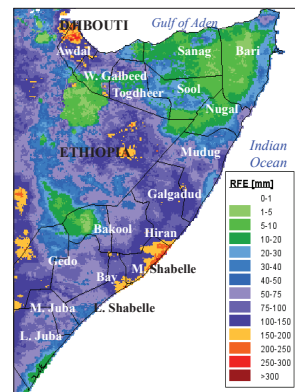 DJIBOUTI
Gulf of Aden
Awdal
Sanag
Bari
W. Galbeed
Togdheer
Sool
Nugal
ETHIOPIA
Mudug
Indian
Ocean
Galgadud
Bakool
Hiran
Gedo
Bay
M. Shabelle
M. Juba
L. Shabelle
L. Juba
RFE [mm]
0-1
1-5
5-10
10-20
20-30
30-40
40-50
50-75
75-100
100-150
150-200
200-250
250-300
>300